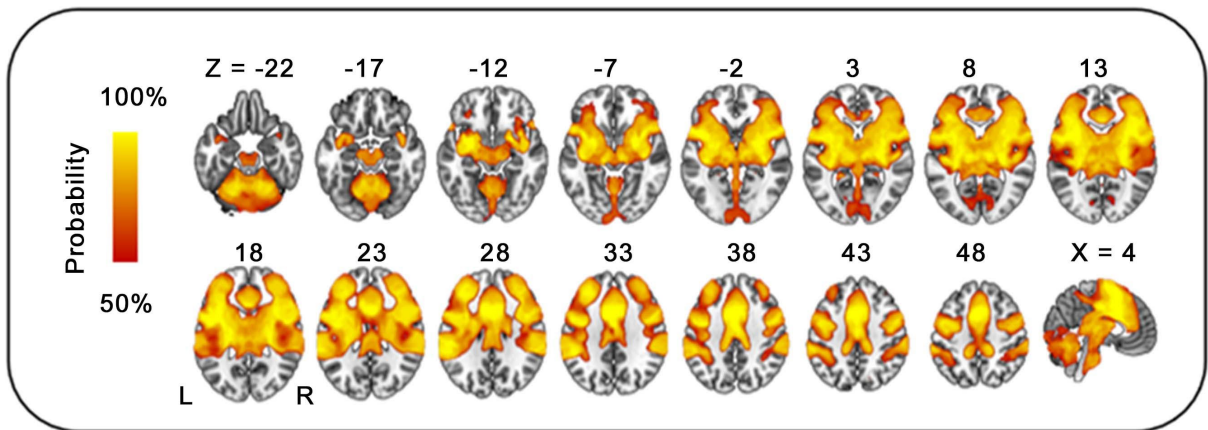 Z = -22 -17 -12 -7 -2 3 8 13
100%
Probability
50%
18 23 28 33 38 43 48 X = 4
L R